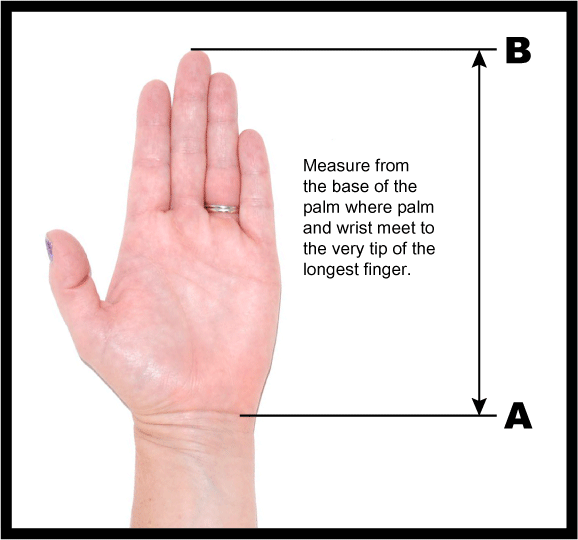 B
Measure from
the base of the
palm where palm
and wrist meet to
the very tip of the
longest finger.
A